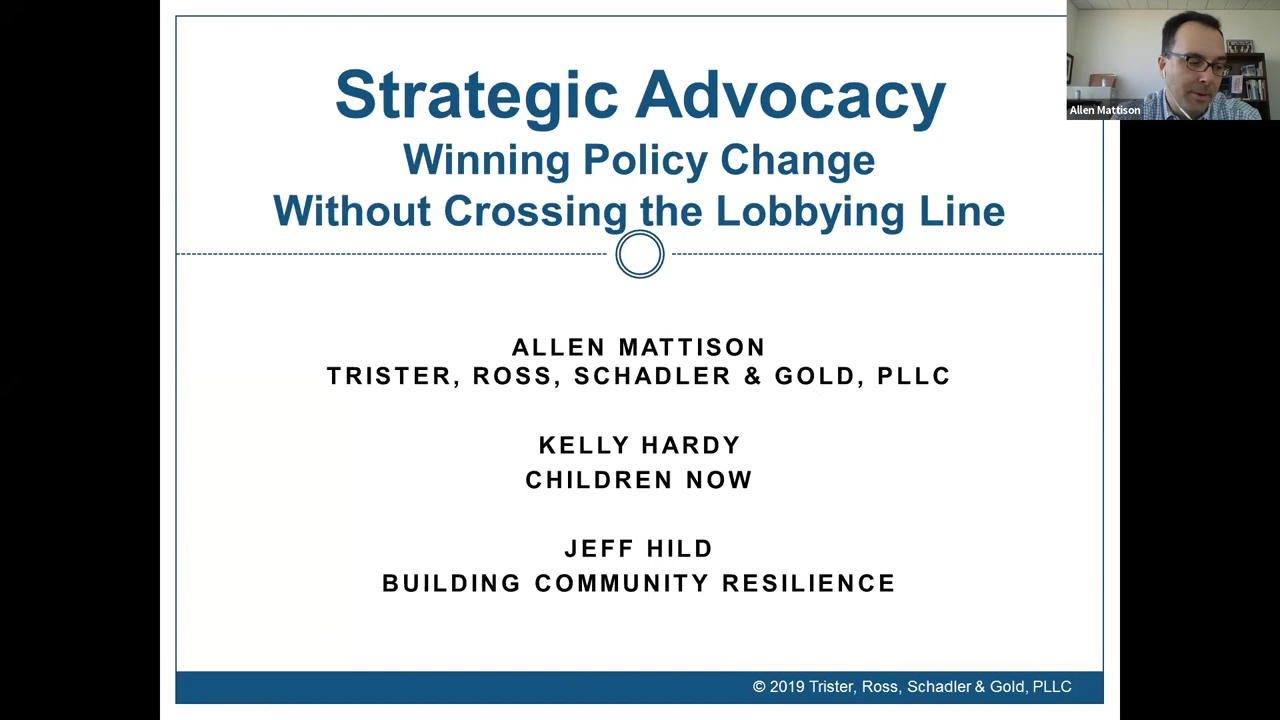 Strategic Advocacy
Winning Policy Change
Without Crossing the Lobbying Line
Allen Mattison
ALLEN MATTISON
TRISTER, ROSS, SCHADLER & GOLD, PLLC
KELLY HARDY
CHILDREN NOW
JEFF HILD
BUILDING COMMUNITY RESILIENCE
© 2019 Trister, Ross, Schadler & Gold, PLLC